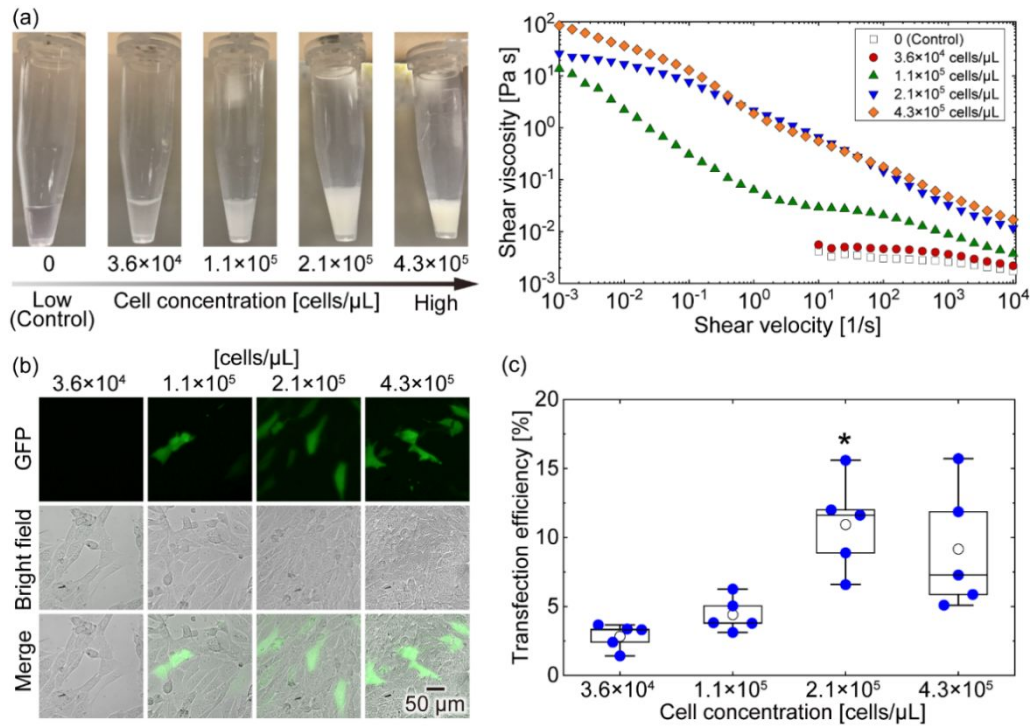 (a)
0
3.6×10⁴
1.1×10⁵
2.1×10⁵
4.3×10⁵
Low
(Control)
Cell concentration [cells/µL]
High
Shear viscosity [Pa s]
10²
10¹
10⁰
10⁻¹
10⁻²
10⁻³
0 (Control)
3.6×10⁴ cells/µL
1.1×10⁵ cells/µL
2.1×10⁵ cells/µL
4.3×10⁵ cells/µL
10⁻³ 10⁻² 10⁻¹ 10⁰ 10¹ 10² 10³ 10⁴
Shear velocity [1/s]
(b)
[cells/µL]
3.6×10⁴ 1.1×10⁵ 2.1×10⁵ 4.3×10⁵
GFP
Bright field
Merge
50 µm
(c)
Transfection efficiency [%]
20
15
10
5
0
*
3.6×10⁴ 1.1×10⁵ 2.1×10⁵ 4.3×10⁵
Cell concentration [cells/µL]